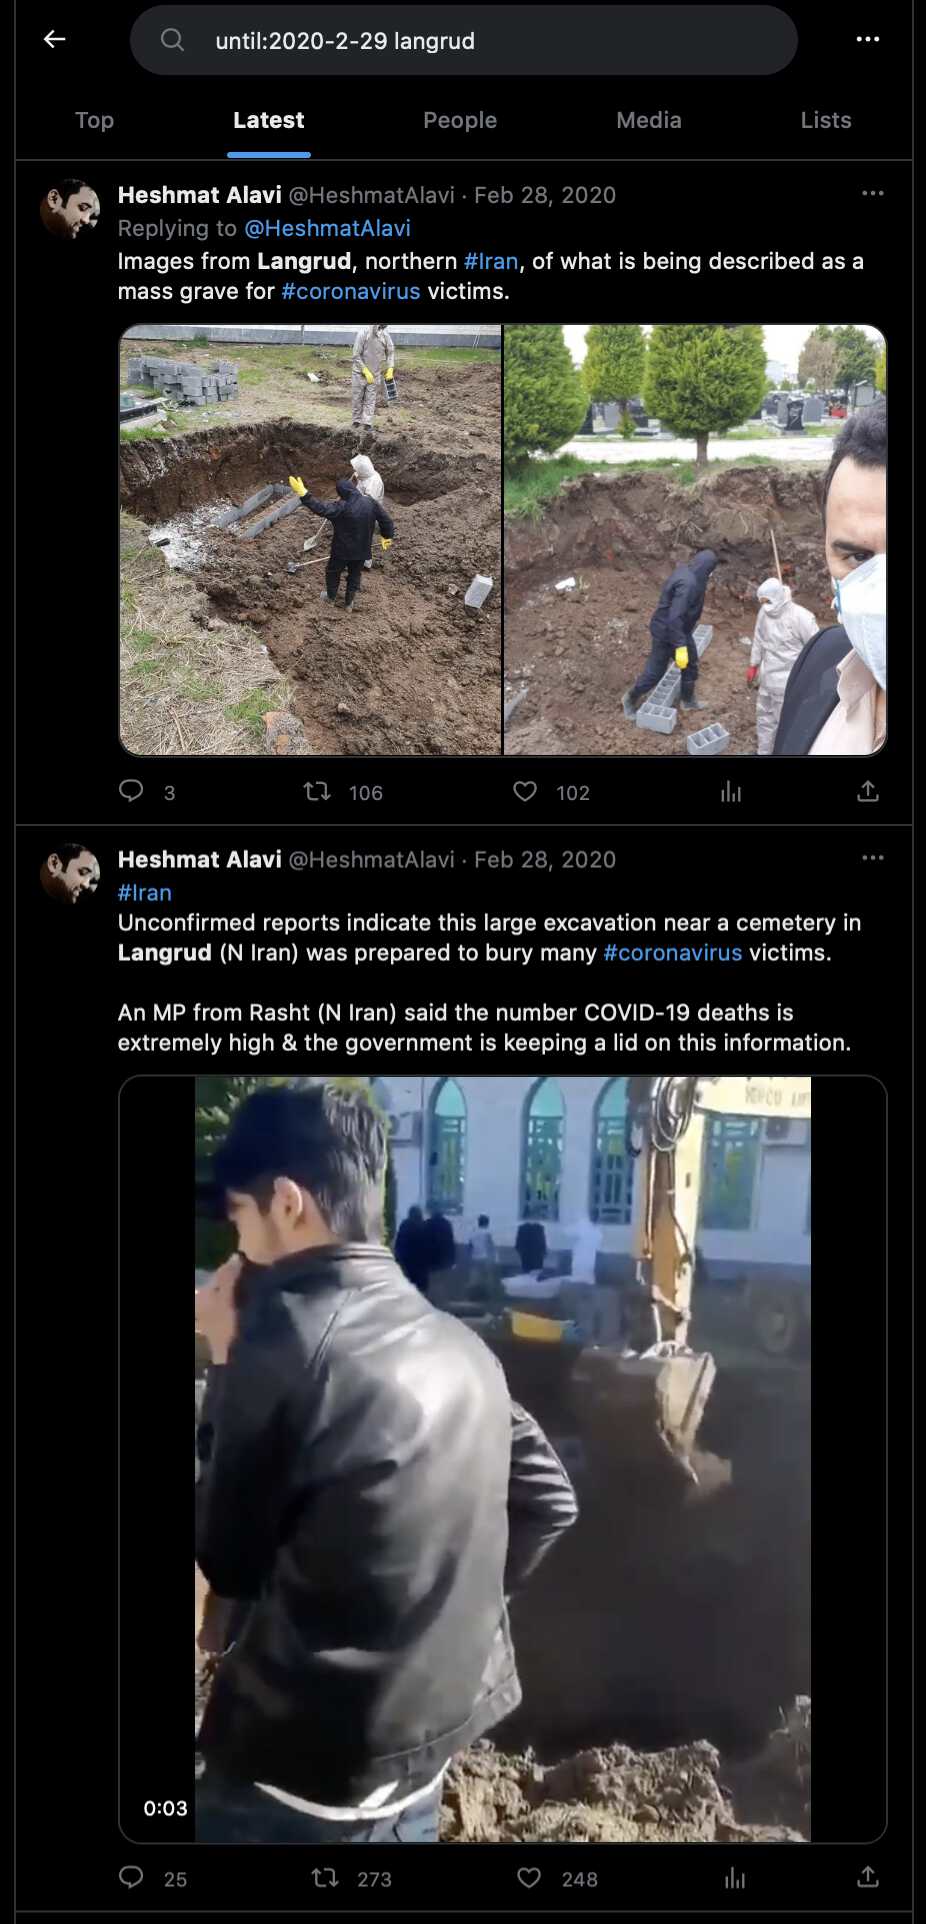 until:2020-2-29 langrud
Top Latest People Media Lists
Heshmat Alavi @HeshmatAlavi · Feb 28, 2020
Replying to @HeshmatAlavi
Images from Langrud, northern #Iran, of what is being described as a
mass grave for #coronavirus victims.
3 106 102
Heshmat Alavi @HeshmatAlavi · Feb 28, 2020
#Iran
Unconfirmed reports indicate this large excavation near a cemetery in
Langrud (N Iran) was prepared to bury many #coronavirus victims.
An MP from Rasht (N Iran) said the number COVID-19 deaths is
extremely high & the government is keeping a lid on this information.
0:03
25 273 248